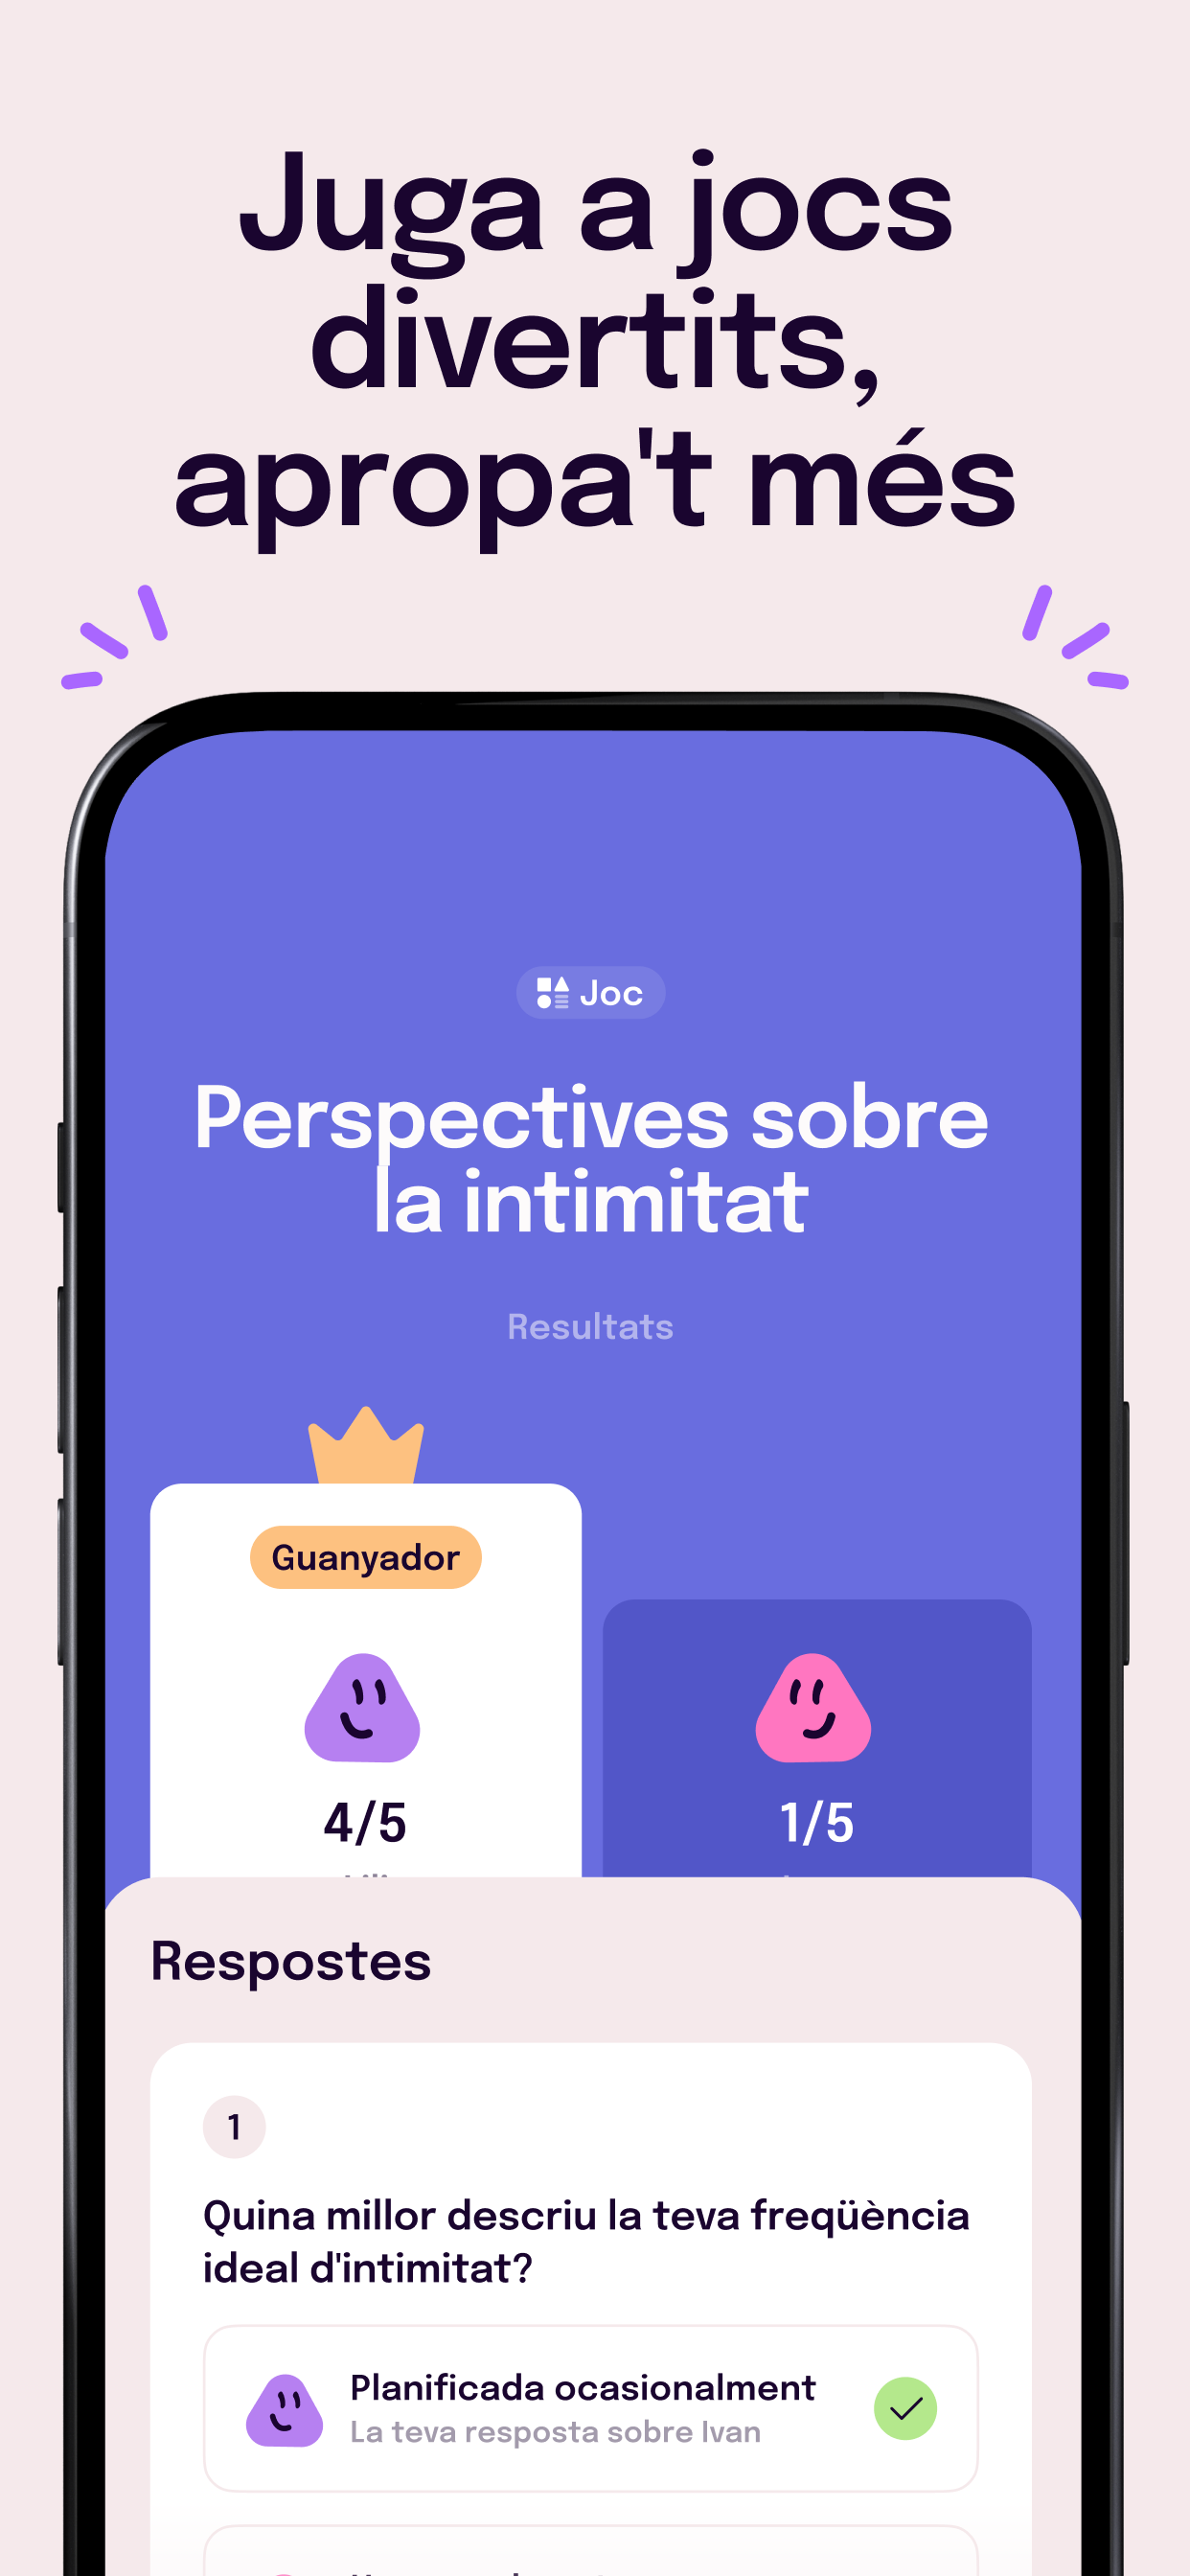 Juga a jocs
divertits,
apropa't més
Joc
Perspectives sobre
la intimitat
Resultats
Guanyador
4/5
1/5
Respostes
1
Quina millor descriu la teva freqüència
ideal d'intimitat?
Planificada ocasionalment
La teva resposta sobre Ivan